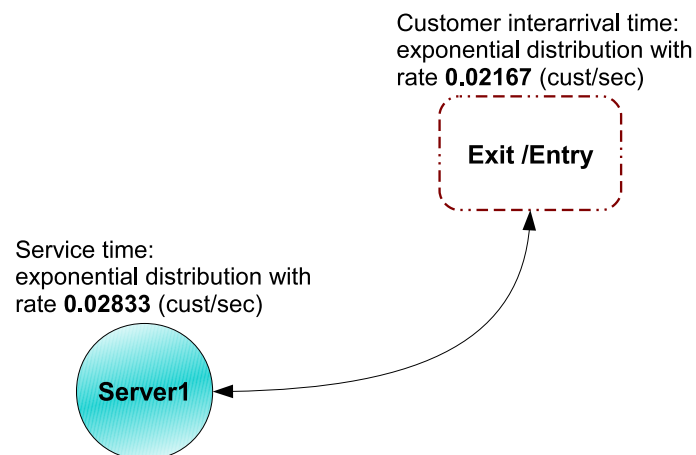 Customer interarrival time:
exponential distribution with
rate 0.02167 (cust/sec)
Exit /Entry
Service time:
exponential distribution with
rate 0.02833 (cust/sec)
Server1